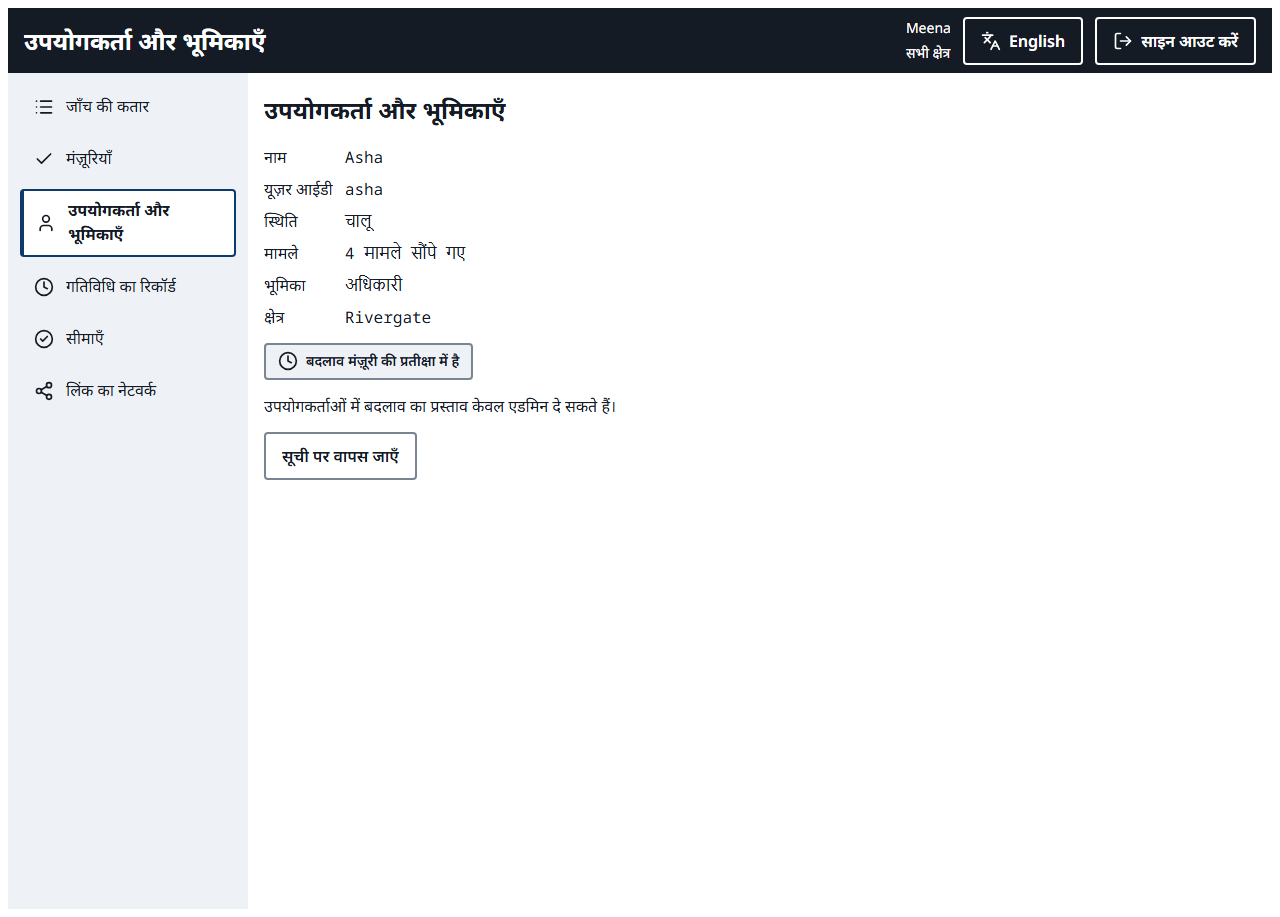 उपयोगकर्ता और भूमिकाएँ
Meena
सभी क्षेत्र
English
साइन आउट करें
जाँच की कतार
मंज़ूरियाँ
उपयोगकर्ता और
भूमिकाएँ
गतिविधि का रिकॉर्ड
सीमाएँ
लिंक का नेटवर्क
उपयोगकर्ता और भूमिकाएँ
नाम Asha
यूज़र आईडी asha
स्थिति चालू
मामले 4 मामले सौंपे गए
भूमिका अधिकारी
क्षेत्र Rivergate
बदलाव मंज़ूरी की प्रतीक्षा में है
उपयोगकर्ताओं में बदलाव का प्रस्ताव केवल एडमिन दे सकते हैं।
सूची पर वापस जाएँ